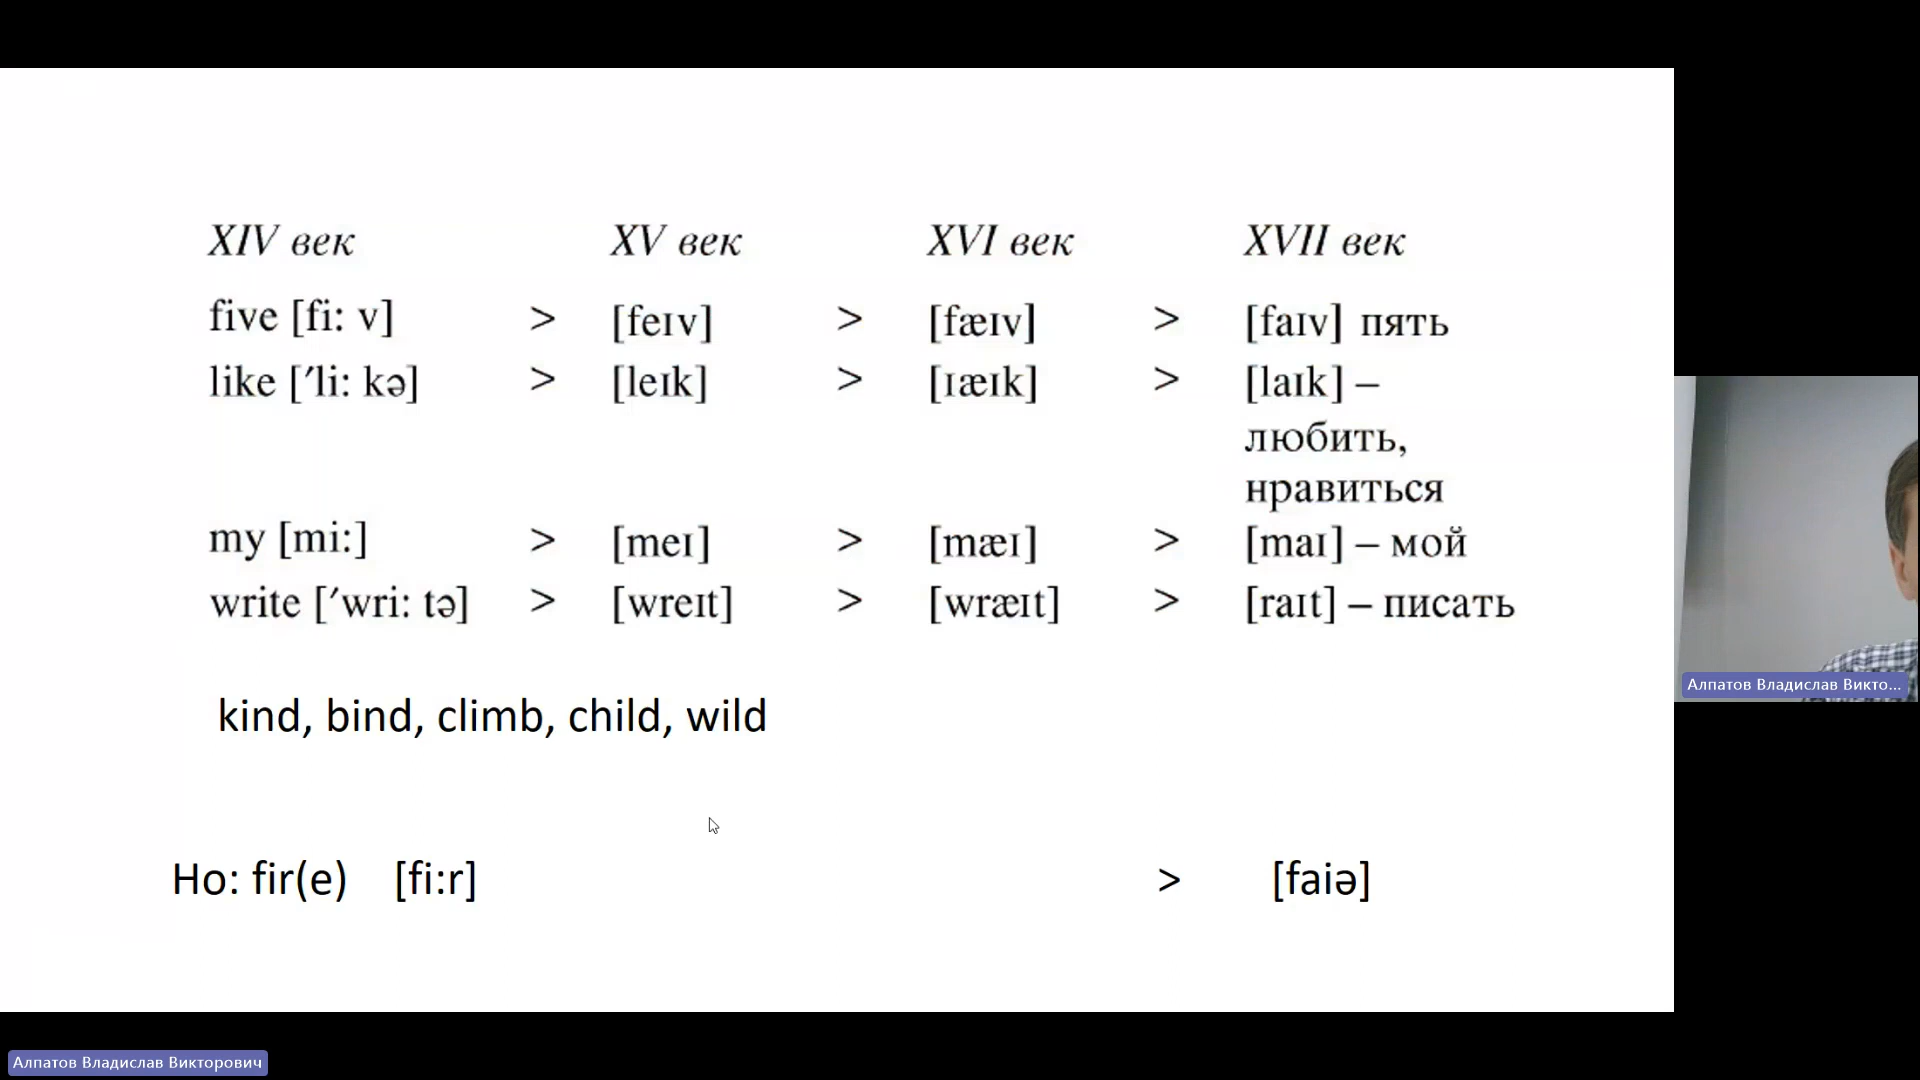 XIV век XV век XVI век XVII век
five [fi: v] > [feɪv] > [fæɪv] > [faɪv] пять
like [′li: kə] > [leɪk] > [ɪæɪk] > [laɪk] –
любить,
нравиться
my [mi:] > [meɪ] > [mæɪ] > [maɪ] – мой
write [′wri: tə] > [wreɪt] > [wræɪt] > [raɪt] – писать
kind, bind, climb, child, wild
Но: fir(e) [fi:r] > [faiə]
Алпатов Владислав Викто...
Алпатов Владислав Викторович